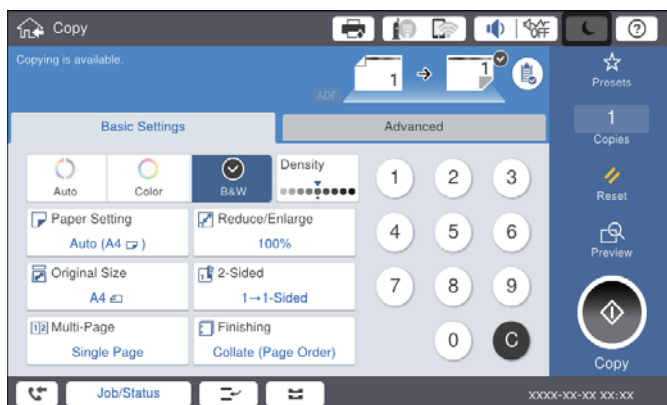 Copy
OFF
Copying is available.
1
1
ADF
Presets
Basic Settings
Advanced
1
Copies
Auto
Color
B&W
Density
1
2
3
Reset
Paper Setting
Auto (A4)
Reduce/Enlarge
100%
4
5
6
Preview
Original Size
A4
2-Sided
1→1-Sided
7
8
9
1 2 Multi-Page
Single Page
Finishing
Collate (Page Order)
0
C
Copy
Job/Status
xxxx-xx-xx xx:xx